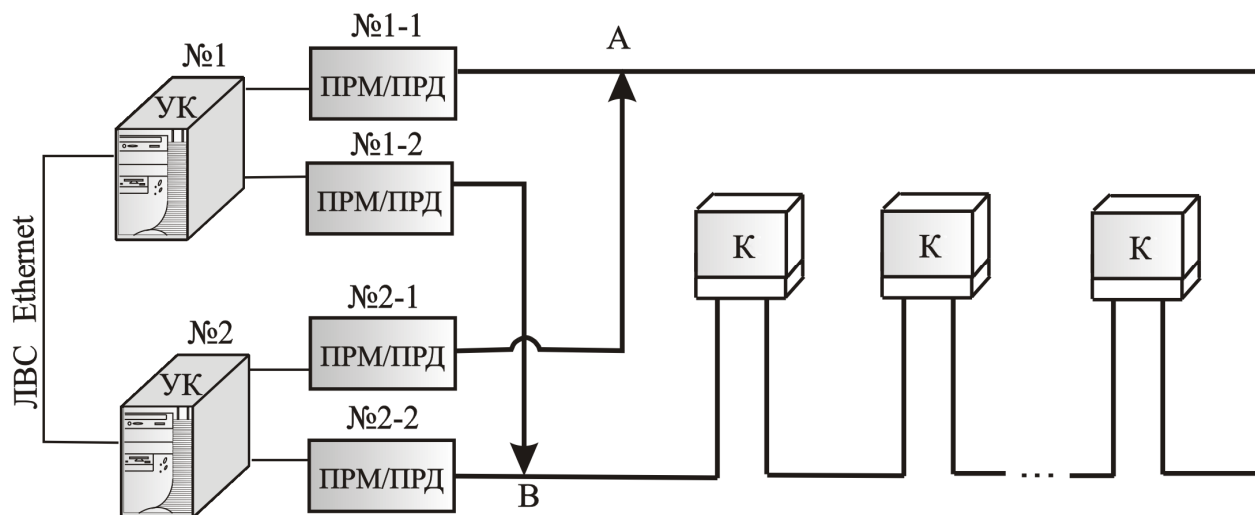 №1-1
A
№1
ПРМ/ПРД
УК
№1-2
ПРМ/ПРД
К
К
К
ЛВС Ethernet
№2-1
№2
ПРМ/ПРД
УК
№2-2
ПРМ/ПРД
B
...